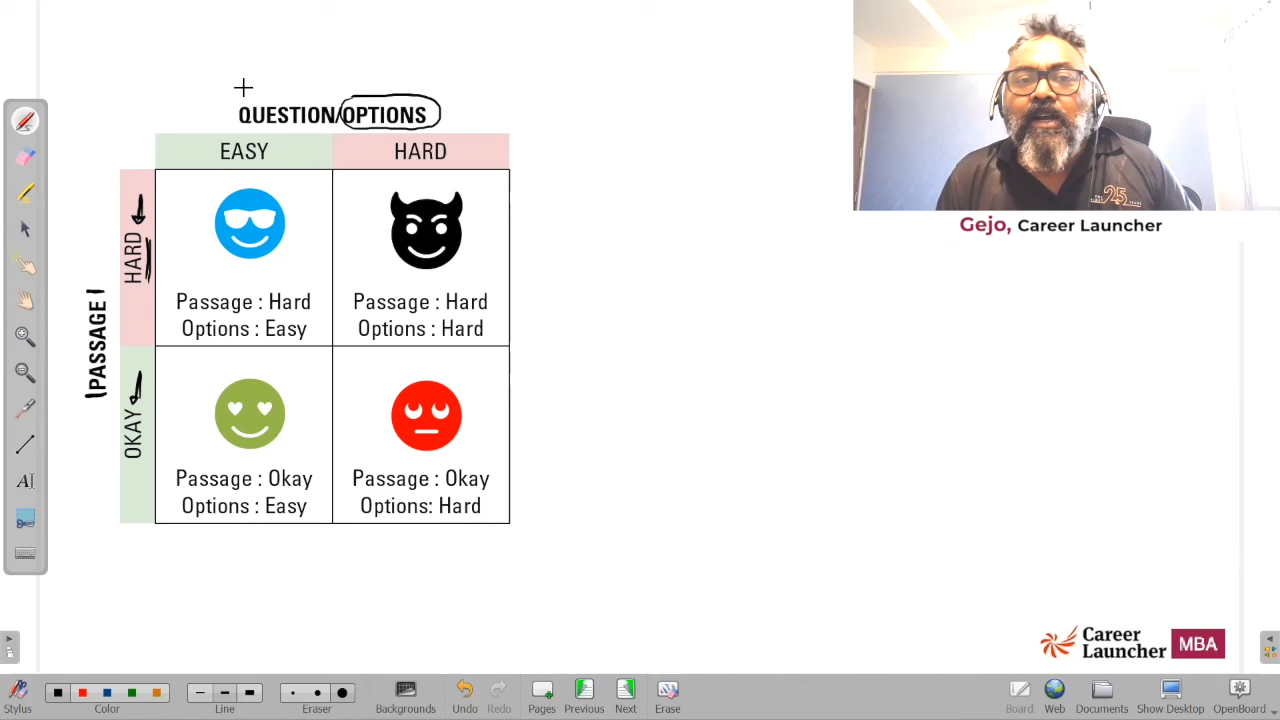 QUESTION/OPTIONS
EASY
HARD
PASSAGE
HARD
OKAY
Passage : Hard
Options : Easy
Passage : Hard
Options : Hard
Passage : Okay
Options : Easy
Passage : Okay
Options: Hard
25
YEARS
Gejo, Career Launcher
Career
Launcher
MBA
Stylus
Color
Line
Eraser
Backgrounds
Undo
Redo
Pages
Previous
Next
Erase
Board
Web
Documents
Show Desktop
OpenBoard